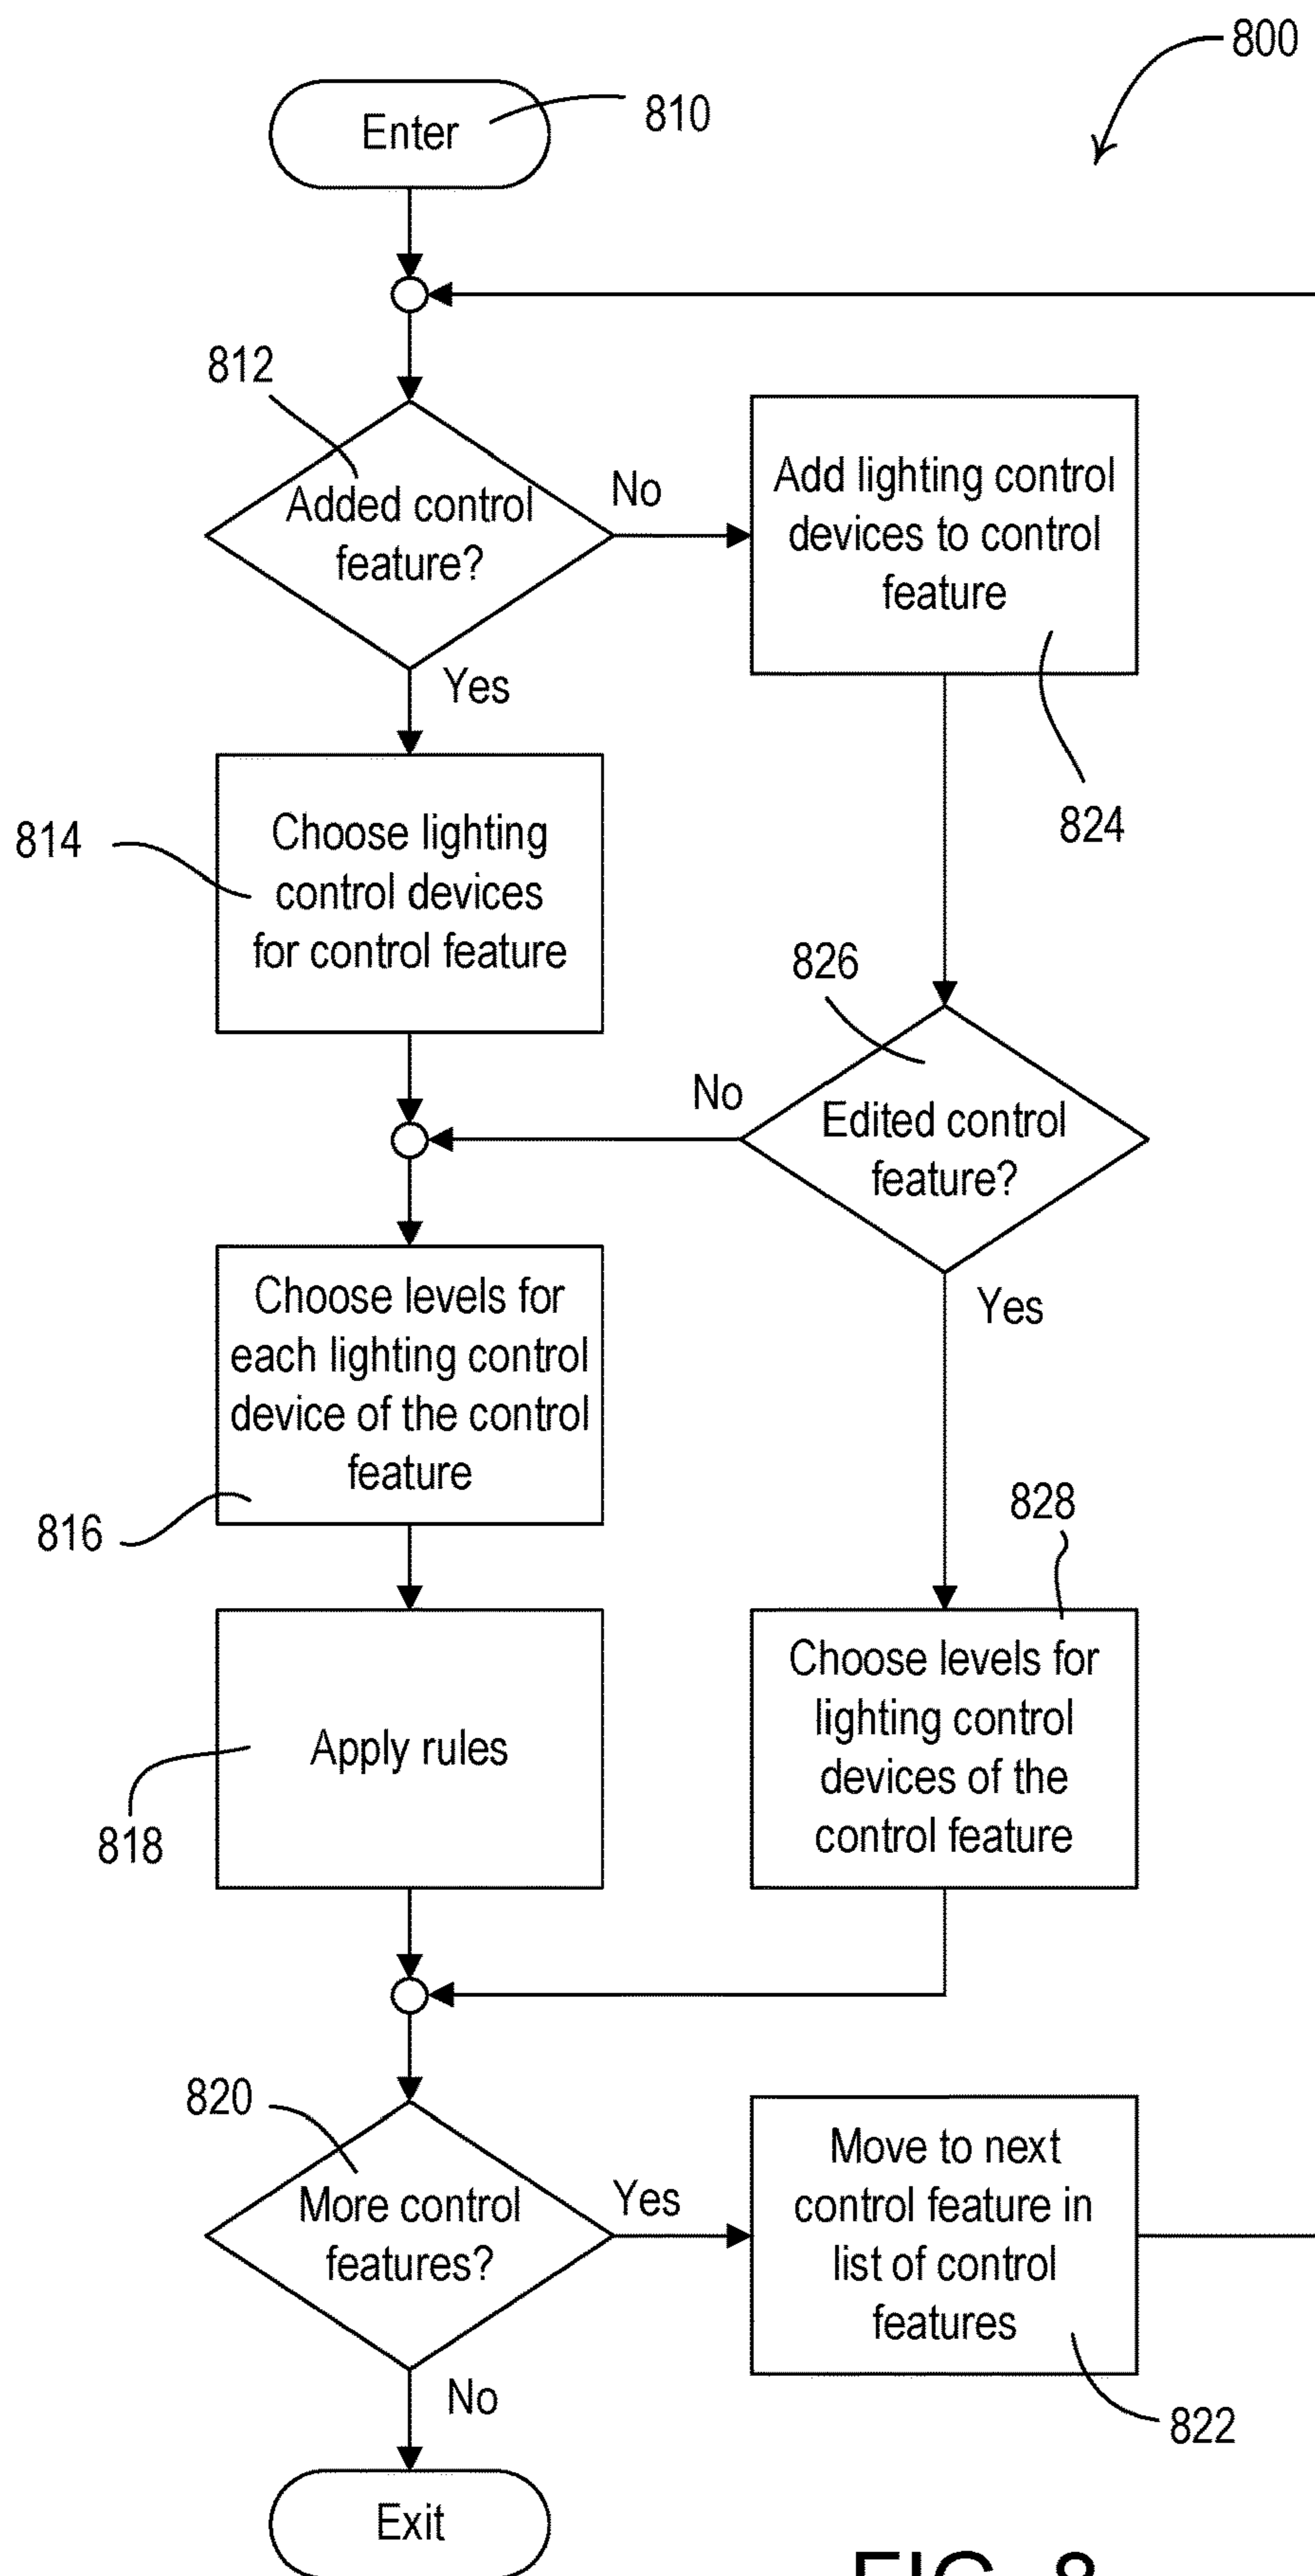 800
Enter
810
812
Added control
feature?
No
Yes
Add lighting control
devices to control
feature
824
814
Choose lighting
control devices
for control feature
826
No
Edited control
feature?
Yes
Choose levels for
each lighting control
device of the control
feature
816
828
Apply rules
818
Choose levels for
lighting control
devices of the
control feature
820
More control
features?
Yes
No
Move to next
control feature in
list of control
features
822
Exit
FIG. 8